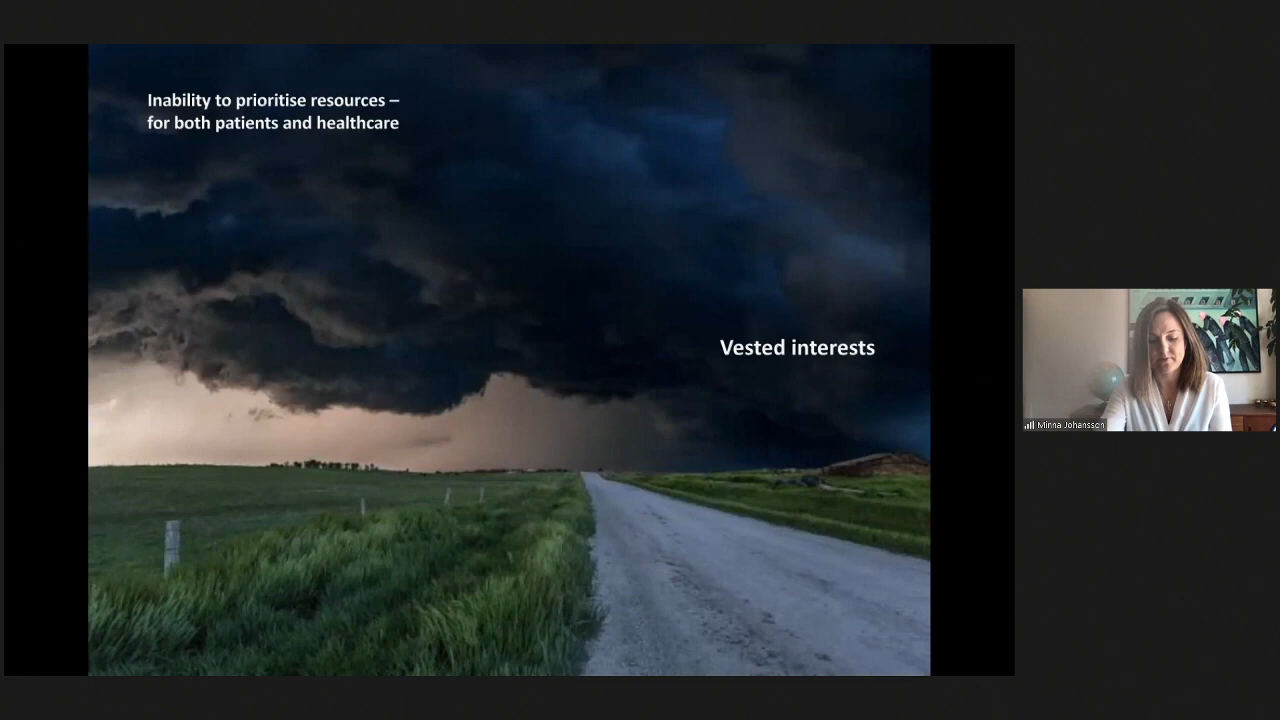 Inability to prioritise resources –
for both patients and healthcare
Vested interests
Minna Johansson